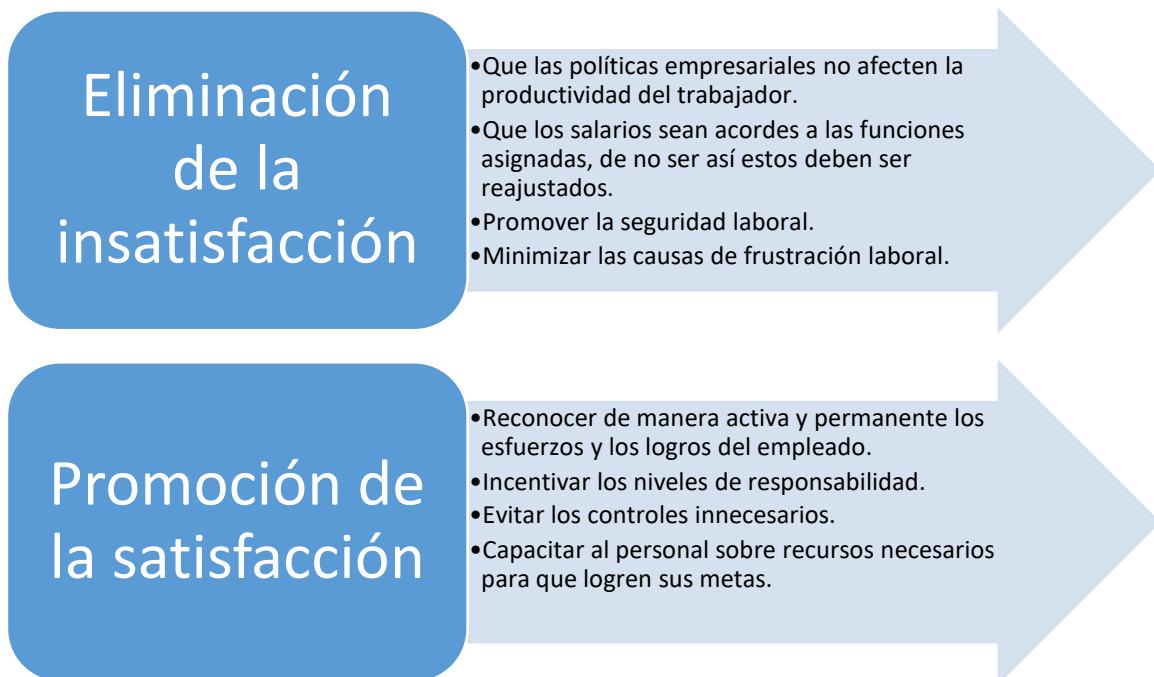 Eliminación
de la
insatisfacción
•Que las políticas empresariales no afecten la
productividad del trabajador.
•Que los salarios sean acordes a las funciones
asignadas, de no ser así estos deben ser
reajustados.
•Promover la seguridad laboral.
•Minimizar las causas de frustración laboral.
Promoción de
la satisfacción
•Reconocer de manera activa y permanente los
esfuerzos y los logros del empleado.
•Incentivar los niveles de responsabilidad.
•Evitar los controles innecesarios.
•Capacitar al personal sobre recursos necesarios
para que logren sus metas.